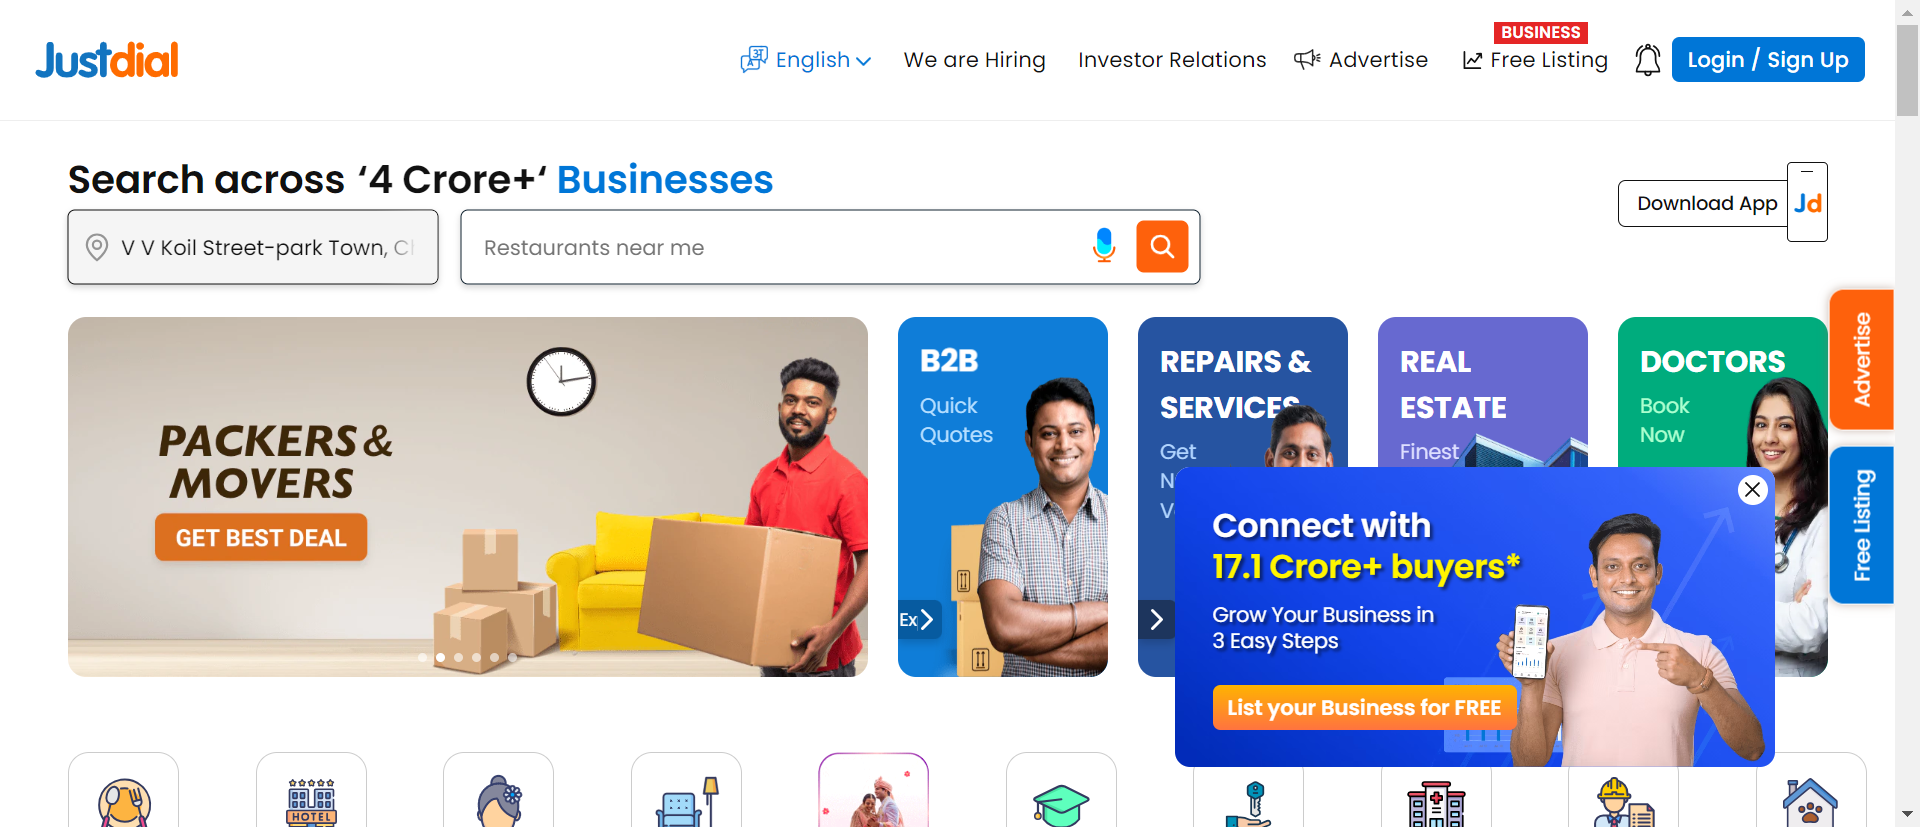 Justdial
English
We are Hiring
Investor Relations
Advertise
BUSINESS
Free Listing
Login / Sign Up
Search across ‘4 Crore+‘ Businesses
Download App
Jd
V V Koil Street-park Town,
Restaurants near me
PACKERS &
MOVERS
GET BEST DEAL
B2B
Quick
Quotes
Ex
REPAIRS &
SERVICES
Get
REAL
ESTATE
Finest
DOCTORS
Book
Now
Advertise
Free Listing
Connect with
17.1 Crore+ buyers*
Grow Your Business in
3 Easy Steps
List your Business for FREE
HOTEL